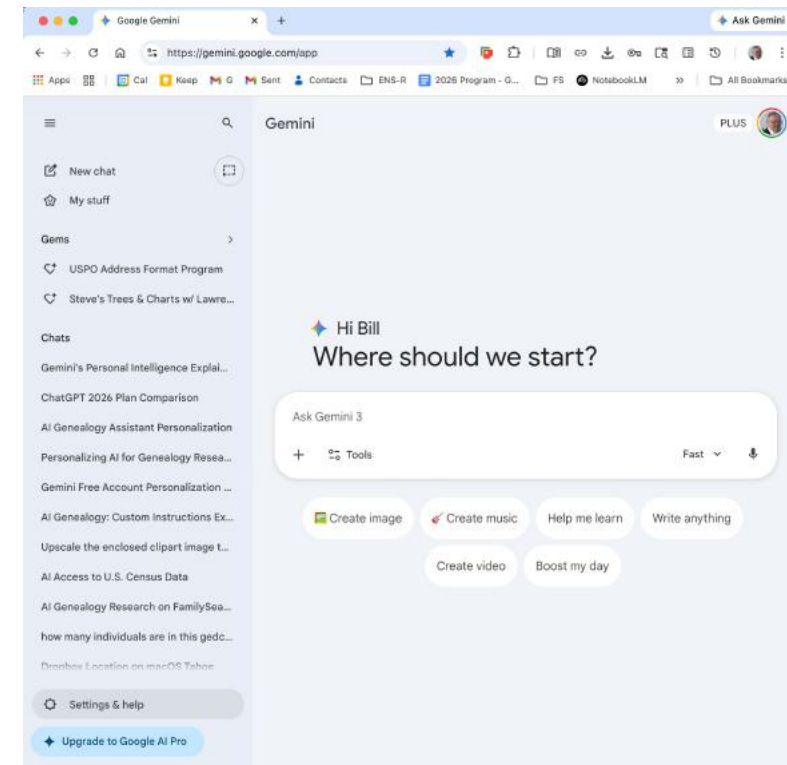 Google Gemini
Ask Gemini
https://gemini.google.com/app
Apps Cal Keep G Sent Contacts ENS-R 2026 Program - G... FS NotebookLM » All Bookmarks
Gemini
PLUS
New chat
My stuff
Gems
USPO Address Format Program
Steve's Trees & Charts w/ Lawre...
Chats
Gemini's Personal Intelligence Explai...
ChatGPT 2026 Plan Comparison
AI Genealogy Assistant Personalization
Personalizing AI for Genealogy Resea...
Gemini Free Account Personalization ...
AI Genealogy: Custom Instructions Ex...
Upscale the enclosed clipart image t...
AI Access to U.S. Census Data
AI Genealogy Research on FamilySea...
how many individuals are in this gedc...
Dropbox Location on macOS Tahoe
Settings & help
Upgrade to Google AI Pro
Hi Bill
Where should we start?
Ask Gemini 3
Tools
Fast
Create image
Create music
Help me learn
Write anything
Create video
Boost my day